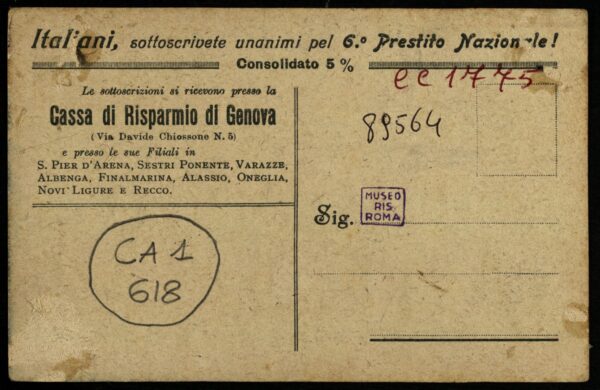 Italiani, sottoscrivete unanimi pel 6.º Prestito Nazionale!
Consolidato 5 %
cc 1775
Le sottoscrizioni si ricevono presso la
Cassa di Risparmio di Genova
(Via Davide Chiossone N. 5)
e presso le sue Filiali in
S. PIER D'ARENA, SESTRI PONENTE, VARAZZE,
ALBENGA, FINALMARINA, ALASSIO, ONEGLIA,
NOVI LIGURE E RECCO.
89564
Sig.
MUSEO
RIS
ROMA
CA 1
618